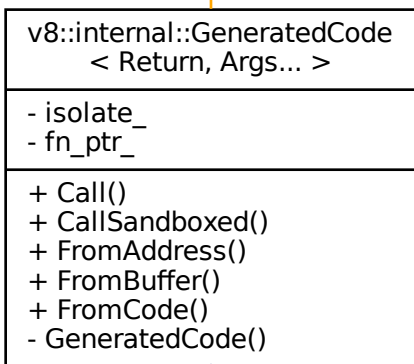 v8::internal::GeneratedCode
< Return, Args... >
- isolate_
- fn_ptr_
+ Call()
+ CallSandboxed()
+ FromAddress()
+ FromBuffer()
+ FromCode()
- GeneratedCode()